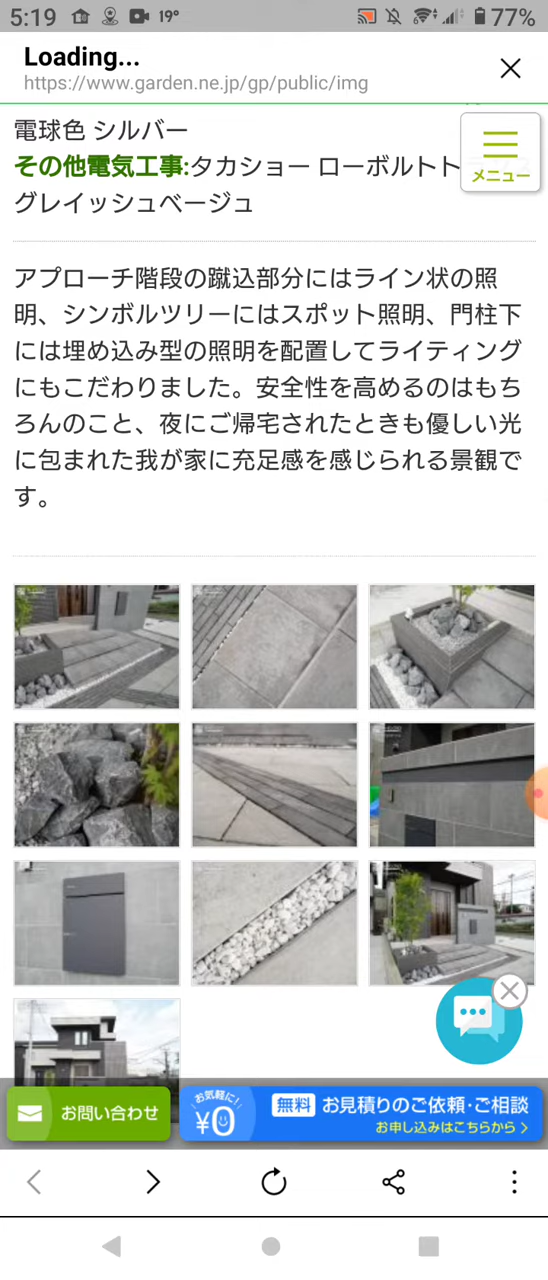 5:19 19° 77%
Loading...
https://www.garden.ne.jp/gp/public/img
電球色 シルバー
その他電気工事:タカショー ローボルトト
グレイッシュベージュ
メニュー
アプローチ階段の蹴込部分にはライン状の照
明、シンボルツリーにはスポット照明、門柱下
には埋め込み型の照明を配置してライティング
にもこだわりました。安全性を高めるのはもち
ろんのこと、夜にご帰宅されたときも優しい光
に包まれた我が家に充足感を感じられる景観で
す。
お問い合わせ
お気軽に!
¥0
無料 お見積りのご依頼・ご相談
お申し込みはこちらから